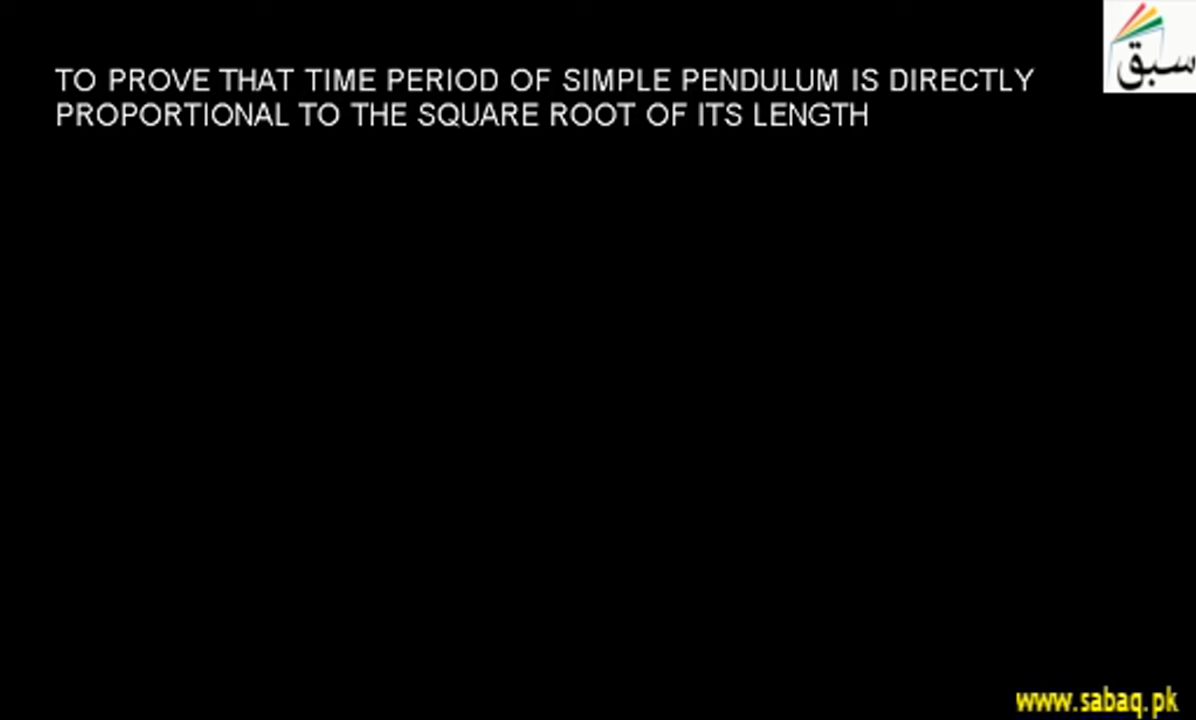 سبق
TO PROVE THAT TIME PERIOD OF SIMPLE PENDULUM IS DIRECTLY
PROPORTIONAL TO THE SQUARE ROOT OF ITS LENGTH
www.sabaq.pk